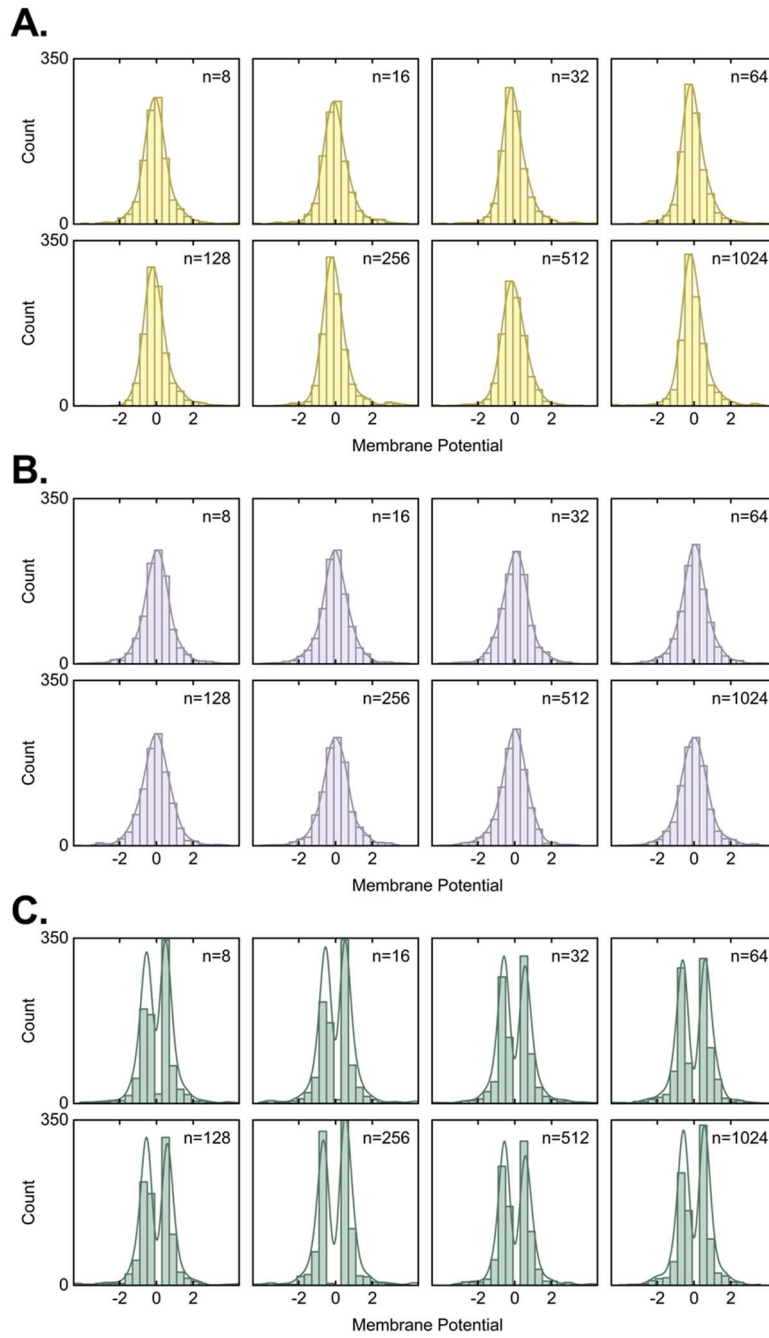 A.
350 n=8 n=16 n=32 n=64
Count
0
350 n=128 n=256 n=512 n=1024
Count
0
-2 0 2 -2 0 2 -2 0 2 -2 0 2
Membrane Potential
B.
350 n=8 n=16 n=32 n=64
Count
0
350 n=128 n=256 n=512 n=1024
Count
0
-2 0 2 -2 0 2 -2 0 2 -2 0 2
Membrane Potential
C.
350 n=8 n=16 n=32 n=64
Count
0
350 n=128 n=256 n=512 n=1024
Count
0
-2 0 2 -2 0 2 -2 0 2 -2 0 2
Membrane Potential